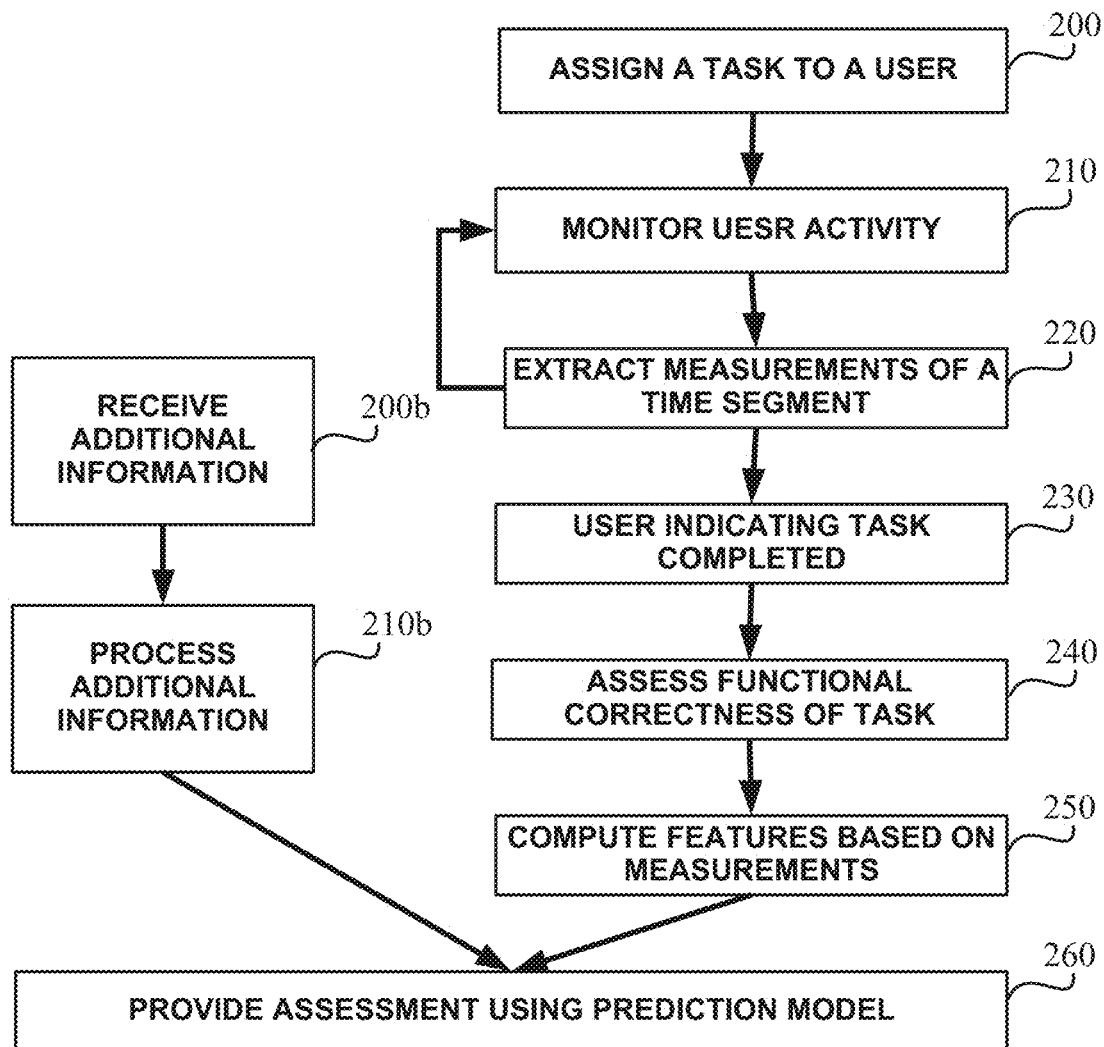 200
ASSIGN A TASK TO A USER
210
MONITOR UESR ACTIVITY
220
EXTRACT MEASUREMENTS OF A
TIME SEGMENT
200b
RECEIVE
ADDITIONAL
INFORMATION
230
USER INDICATING TASK
COMPLETED
210b
PROCESS
ADDITIONAL
INFORMATION
240
ASSESS FUNCTIONAL
CORRECTNESS OF TASK
250
COMPUTE FEATURES BASED ON
MEASUREMENTS
260
PROVIDE ASSESSMENT USING PREDICTION MODEL